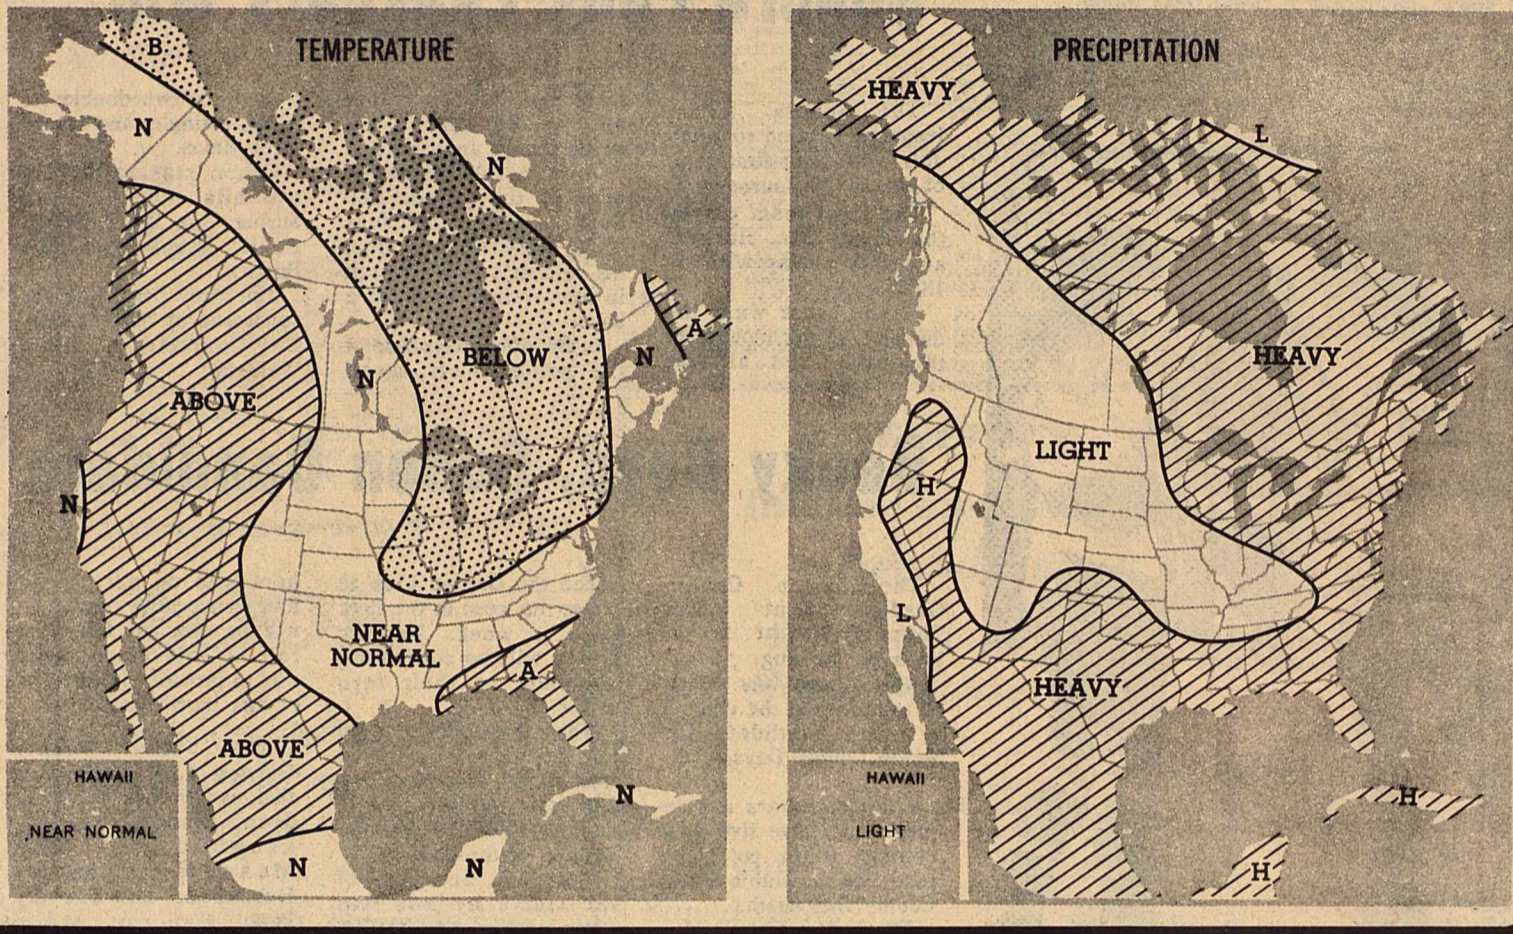 TEMPERATURE
B
N
N
ABOVE
N
BELOW
N
A
N
NEAR
NORMAL
A
ABOVE
HAWAII
NEAR NORMAL
N
N
N
PRECIPITATION
HEAVY
L
HEAVY
LIGHT
H
L
HEAVY
HAWAII
LIGHT
H
H